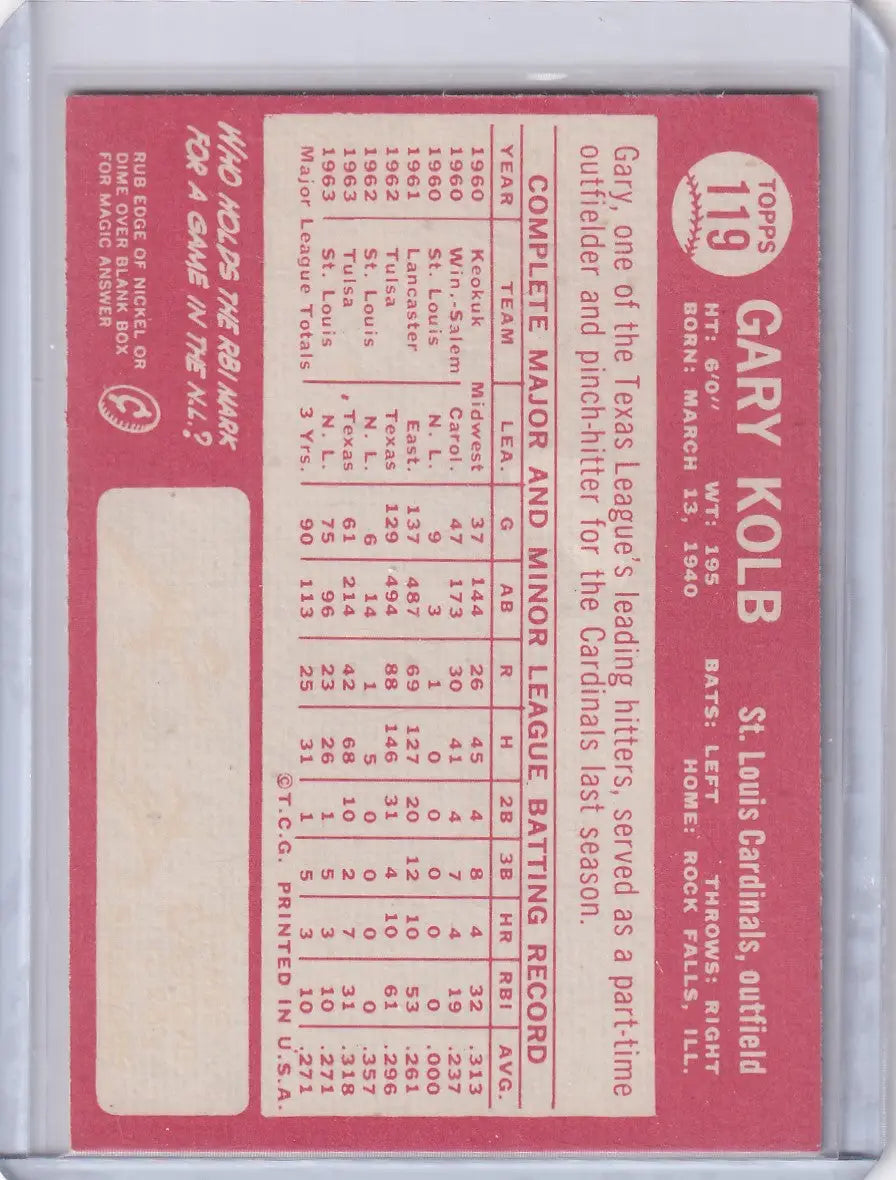 TOPPS
119
GARY KOLB
St. Louis Cardinals, outfield
HT: 6'0" WT: 195 BATS: LEFT THROWS: RIGHT
BORN: MARCH 13, 1940 HOME: ROCK FALLS, ILL.
Gary, one of the Texas League's leading hitters, served as a part-time
outfielder and pinch-hitter for the Cardinals last season.
COMPLETE MAJOR AND MINOR LEAGUE BATTING RECORD
YEAR TEAM LEA. G AB R H 2B 3B HR RBI AVG.
1960 Keokuk Midwest 37 144 26 45 4 8 4 32 .313
1960 Win.-Salem Carol. 47 173 30 41 4 7 4 19 .237
1960 St. Louis N. L. 9 3 1 0 0 0 0 0 .000
1961 Lancaster East. 137 487 69 127 20 12 10 53 .261
1962 Tulsa Texas 129 494 88 146 31 4 10 61 .296
1962 St. Louis N. L. 6 14 1 5 0 0 0 0 .357
1963 Tulsa Texas 61 214 42 68 10 2 7 31 .318
1963 St. Louis N. L. 75 96 23 26 1 5 3 10 .271
Major League Totals 3 Yrs. 90 113 25 31 1 5 3 10 .271
©T.C.G. PRINTED IN U.S.A.
WHO HOLDS THE RBI MARK
FOR A GAME IN THE N.L.?
RUB EDGE OF NICKEL OR
DIME OVER BLANK BOX
FOR MAGIC ANSWER